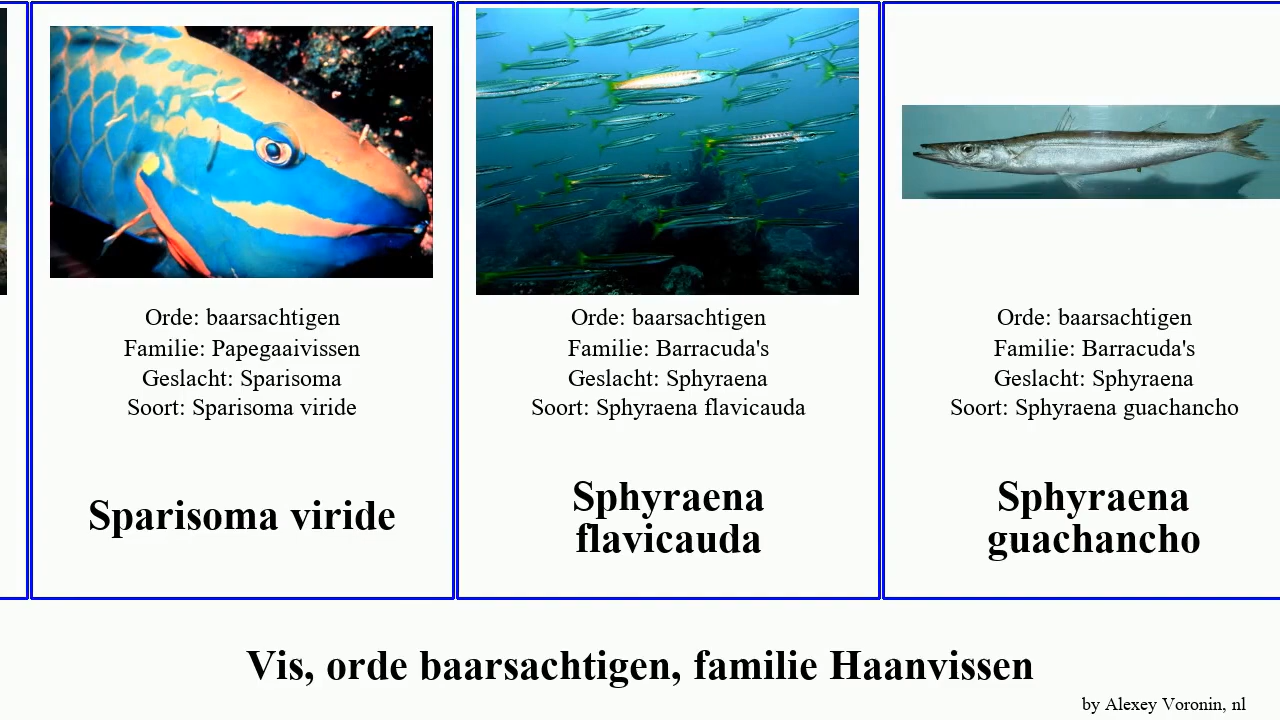 Orde: baarsachtigen
Familie: Papegaaivissen
Geslacht: Sparisoma
Soort: Sparisoma viride
Sparisoma viride
Orde: baarsachtigen
Familie: Barracuda's
Geslacht: Sphyraena
Soort: Sphyraena flavicauda
Sphyraena
flavicauda
Orde: baarsachtigen
Familie: Barracuda's
Geslacht: Sphyraena
Soort: Sphyraena guachancho
Sphyraena
guachancho
Vis, orde baarsachtigen, familie Haanvissen
by Alexey Voronin, nl